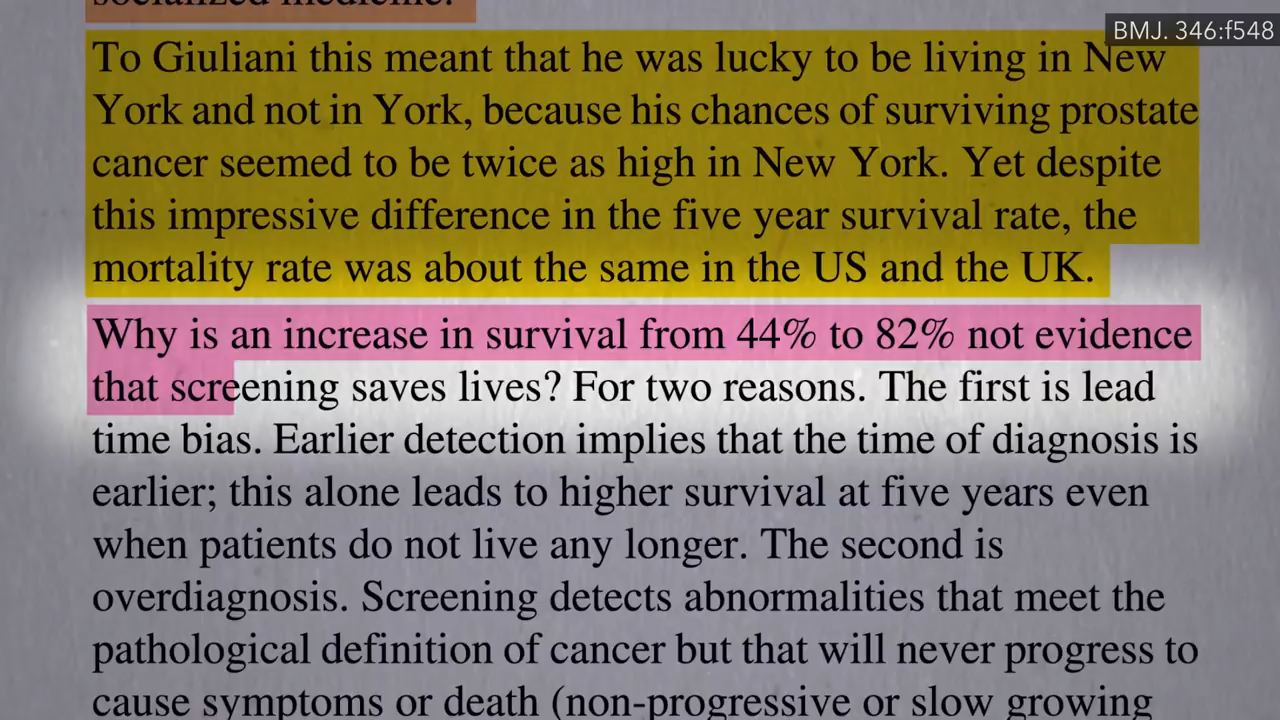 socialized medicine?
BMJ. 346:f548
To Giuliani this meant that he was lucky to be living in New
York and not in York, because his chances of surviving prostate
cancer seemed to be twice as high in New York. Yet despite
this impressive difference in the five year survival rate, the
mortality rate was about the same in the US and the UK.
Why is an increase in survival from 44% to 82% not evidence
that screening saves lives? For two reasons. The first is lead
time bias. Earlier detection implies that the time of diagnosis is
earlier; this alone leads to higher survival at five years even
when patients do not live any longer. The second is
overdiagnosis. Screening detects abnormalities that meet the
pathological definition of cancer but that will never progress to
cause symptoms or death (non-progressive or slow growing